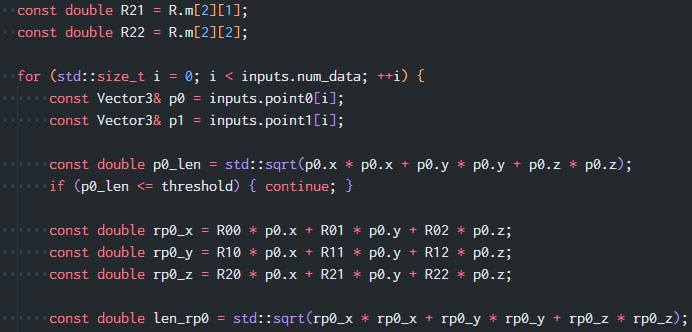 const double R21 = R.m[2][1];
const double R22 = R.m[2][2];
for (std::size_t i = 0; i < inputs.num_data; ++i) {
const Vector3& p0 = inputs.point0[i];
const Vector3& p1 = inputs.point1[i];
const double p0_len = std::sqrt(p0.x * p0.x + p0.y * p0.y + p0.z * p0.z);
if (p0_len <= threshold) { continue; }
const double rp0_x = R00 * p0.x + R01 * p0.y + R02 * p0.z;
const double rp0_y = R10 * p0.x + R11 * p0.y + R12 * p0.z;
const double rp0_z = R20 * p0.x + R21 * p0.y + R22 * p0.z;
const double len_rp0 = std::sqrt(rp0_x * rp0_x + rp0_y * rp0_y + rp0_z * rp0_z);